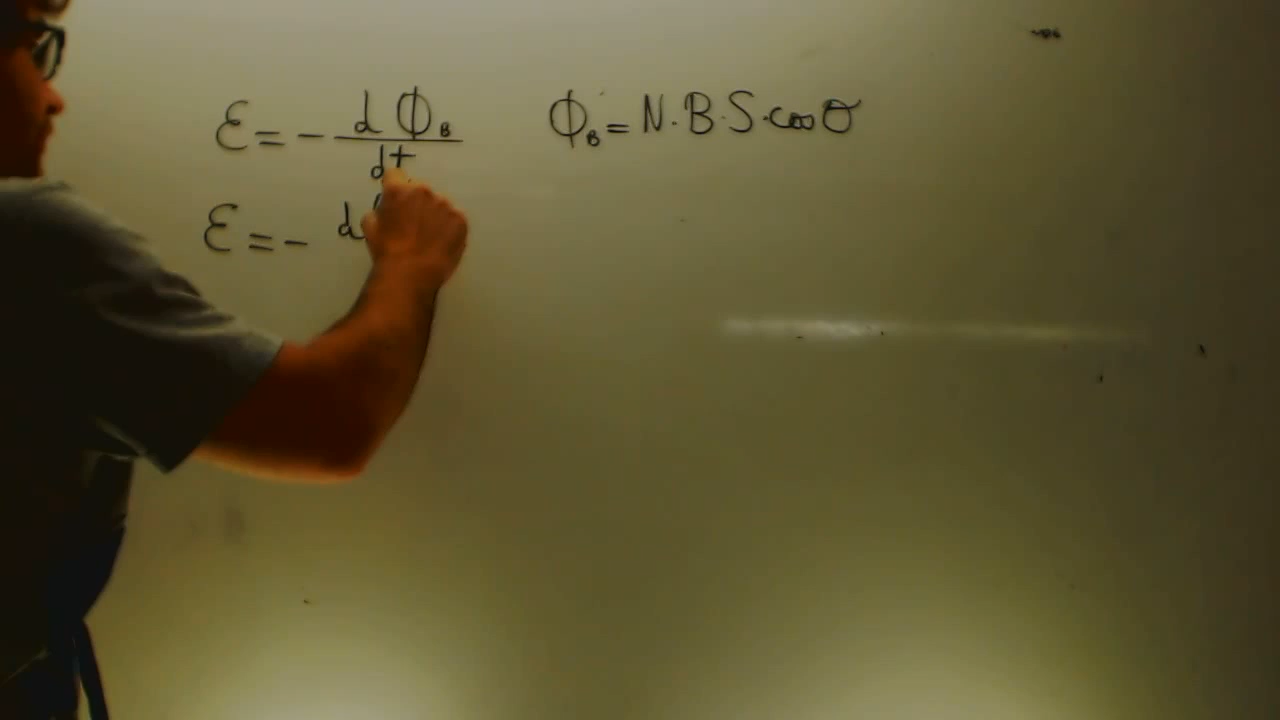 ε = - dΦ_B/dt    Φ_B = N.B.S.cos θ
ε = - d(